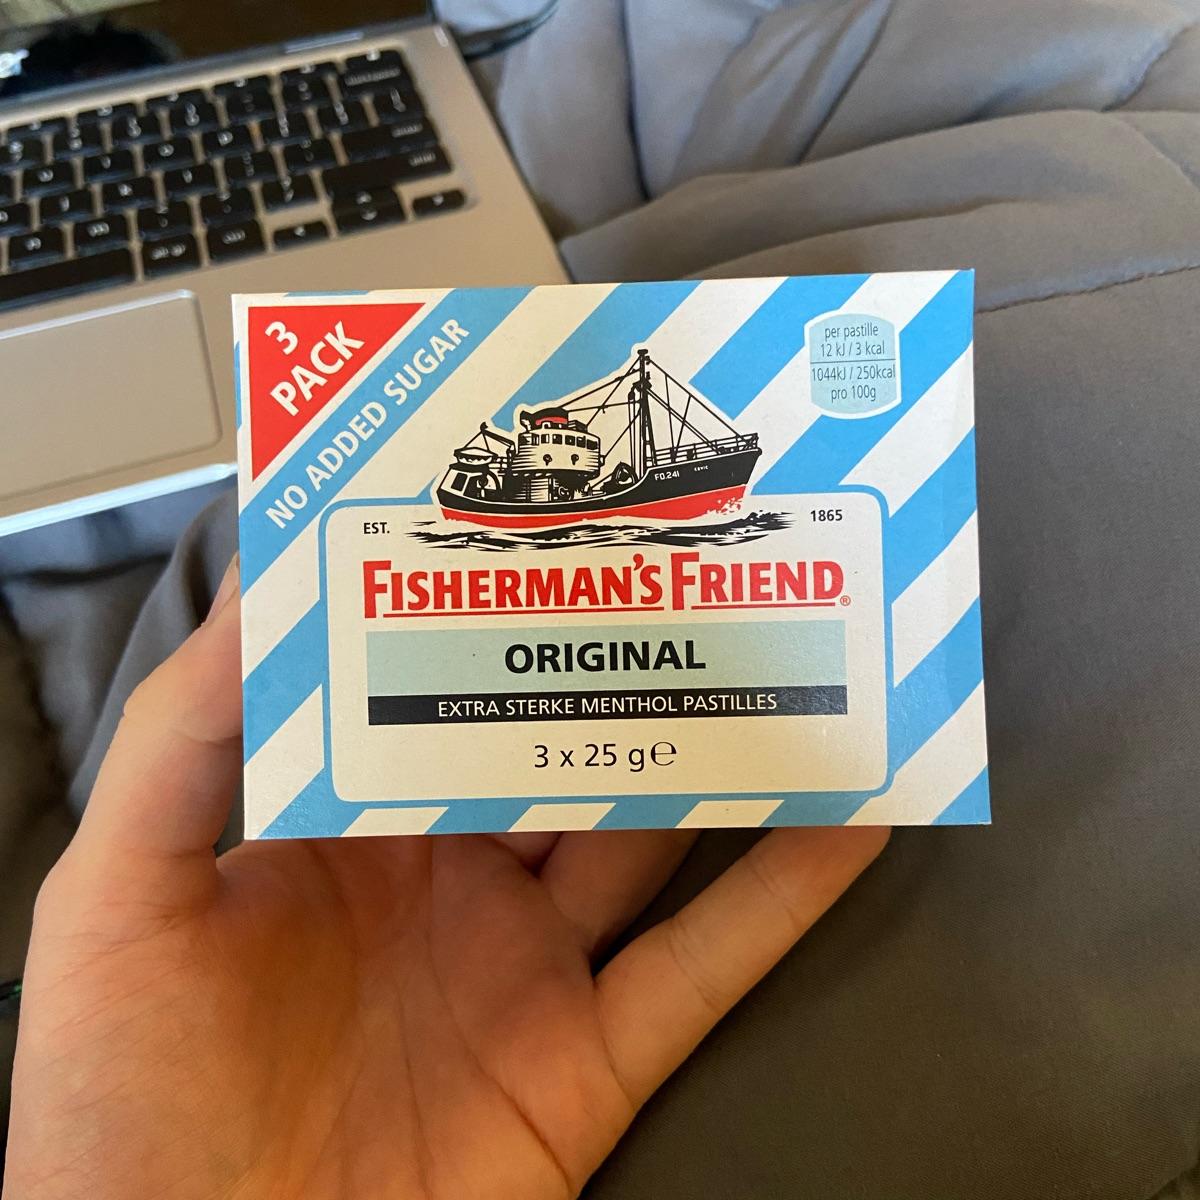 3
PACK
NO ADDED SUGAR
per pastille
12 kJ / 3 kcal
1044kJ / 250kcal
pro 100g
FD.241
EST.
1865
FISHERMAN'S FRIEND®
ORIGINAL
EXTRA STERKE MENTHOL PASTILLES
3 x 25 g℮